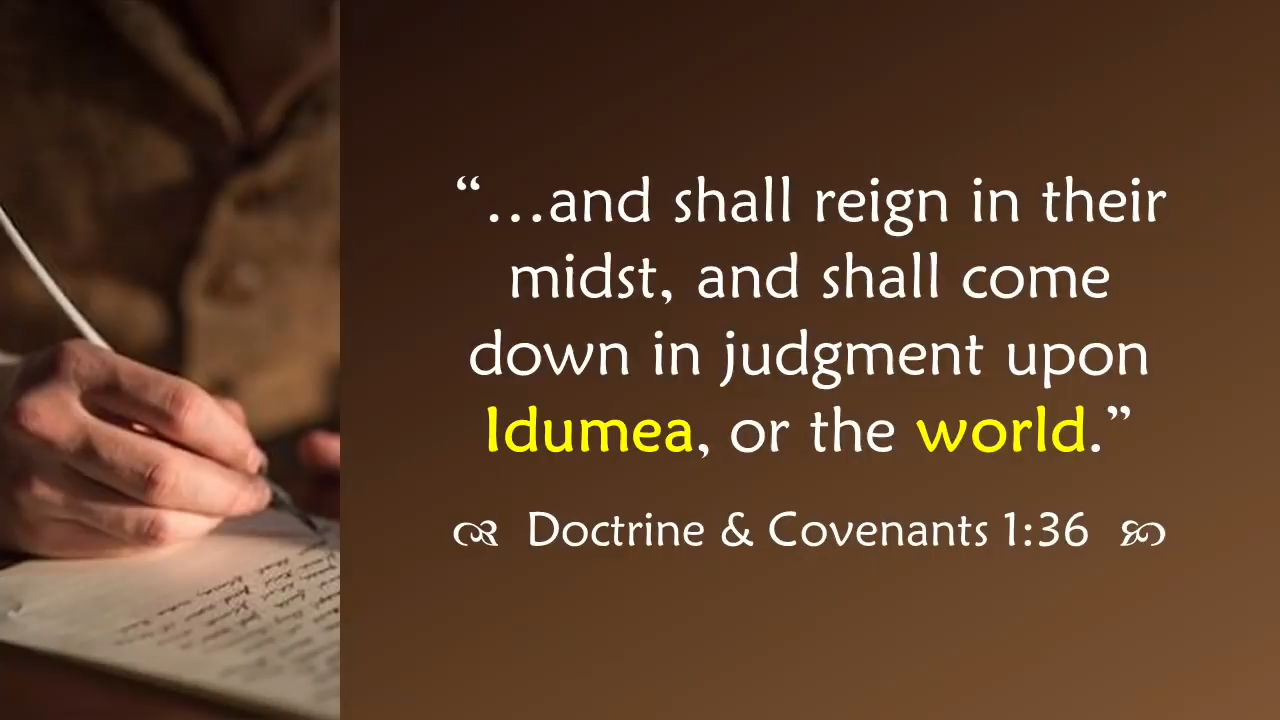 “…and shall reign in their
midst, and shall come
down in judgment upon
Idumea, or the world.”
Doctrine & Covenants 1:36